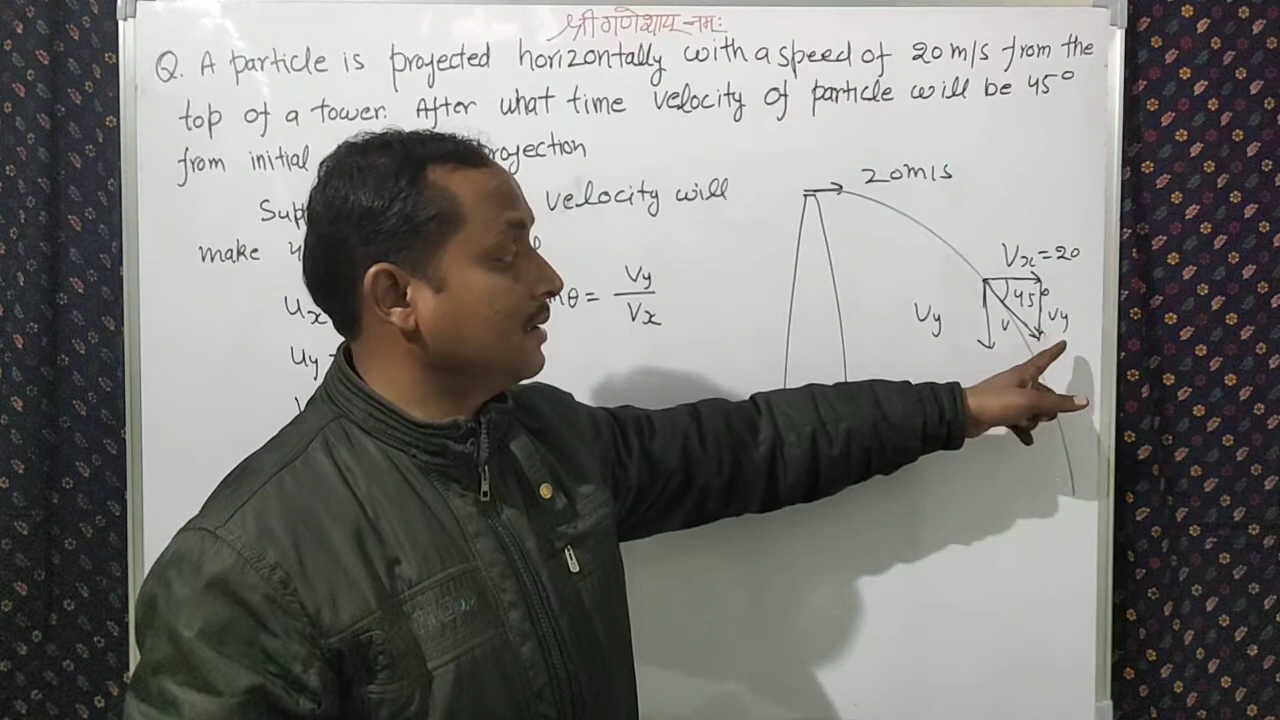 श्री गणेशाय नमः
Q. A particle is projected horizontally with a speed of 20 m/s from the
top of a tower. After what time velocity of particle will be 45°
from initial projection
velocity will
make
tanθ = Vy/Vx
ux
uy
20m/s
Vx=20
45°
Vy
V
Vy